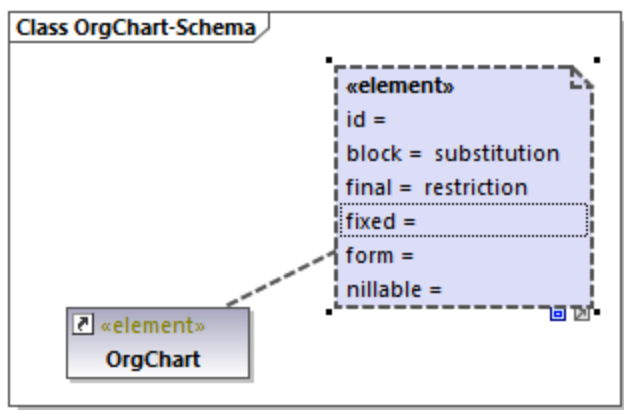 Class OrgChart-Schema
«element»
id =
block = substitution
final = restriction
fixed =
form =
nillable =
«element»
OrgChart